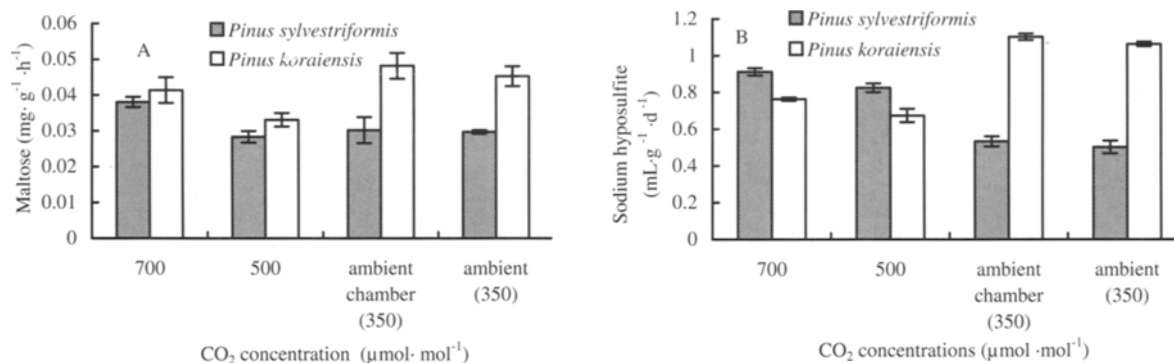 A
Pinus sylvestriformis
Pinus koraiensis
Maltose (mg· g⁻¹ ·h⁻¹)
0.06
0.05
0.04
0.03
0.02
0.01
0
700
500
ambient
chamber
(350)
ambient
(350)
CO₂ concentration (μmol· mol⁻¹)
B
Pinus sylvestriformis
Pinus koraiensis
Sodium hyposulfite
(mL·g⁻¹ ·d⁻¹)
1.2
1
0.8
0.6
0.4
0.2
0
700
500
ambient
chamber
(350)
ambient
(350)
CO₂ concentrations (μmol·mol⁻¹)